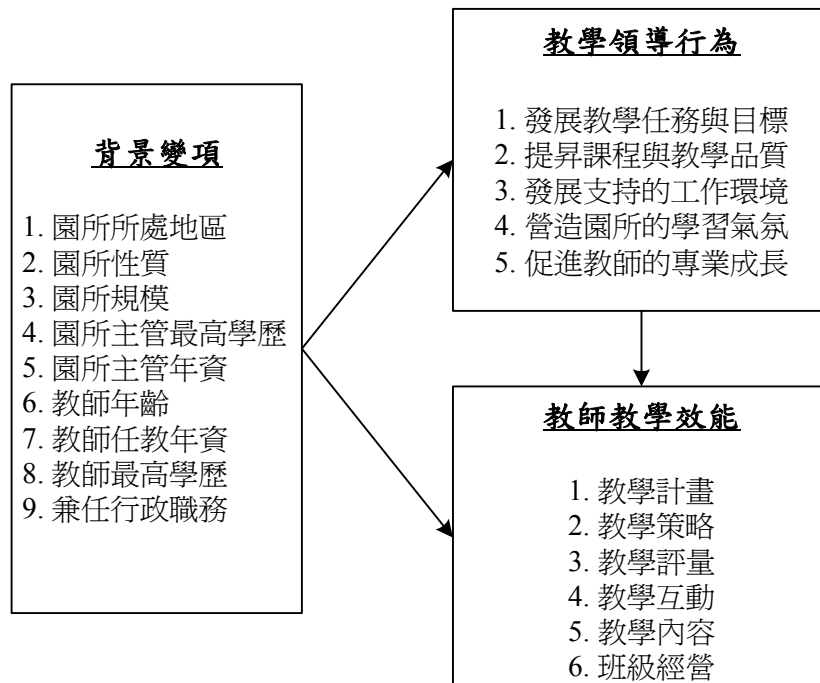 背景變項
1. 園所所處地區
2. 園所性質
3. 園所規模
4. 園所主管最高學歷
5. 園所主管年資
6. 教師年齡
7. 教師任教年資
8. 教師最高學歷
9. 兼任行政職務
教學領導行為
1. 發展教學任務與目標
2. 提昇課程與教學品質
3. 發展支持的工作環境
4. 營造園所的學習氣氛
5. 促進教師的專業成長
教師教學效能
1. 教學計畫
2. 教學策略
3. 教學評量
4. 教學互動
5. 教學內容
6. 班級經營